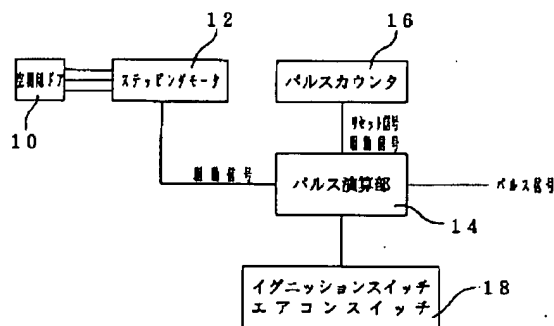 12
16
空調用ドア
ステッピングモータ
パルスカウンタ
10
リセット信号
駆動信号
駆動信号
パルス演算部
パルス信号
14
イグニッションスイッチ
エアコンスイッチ
18